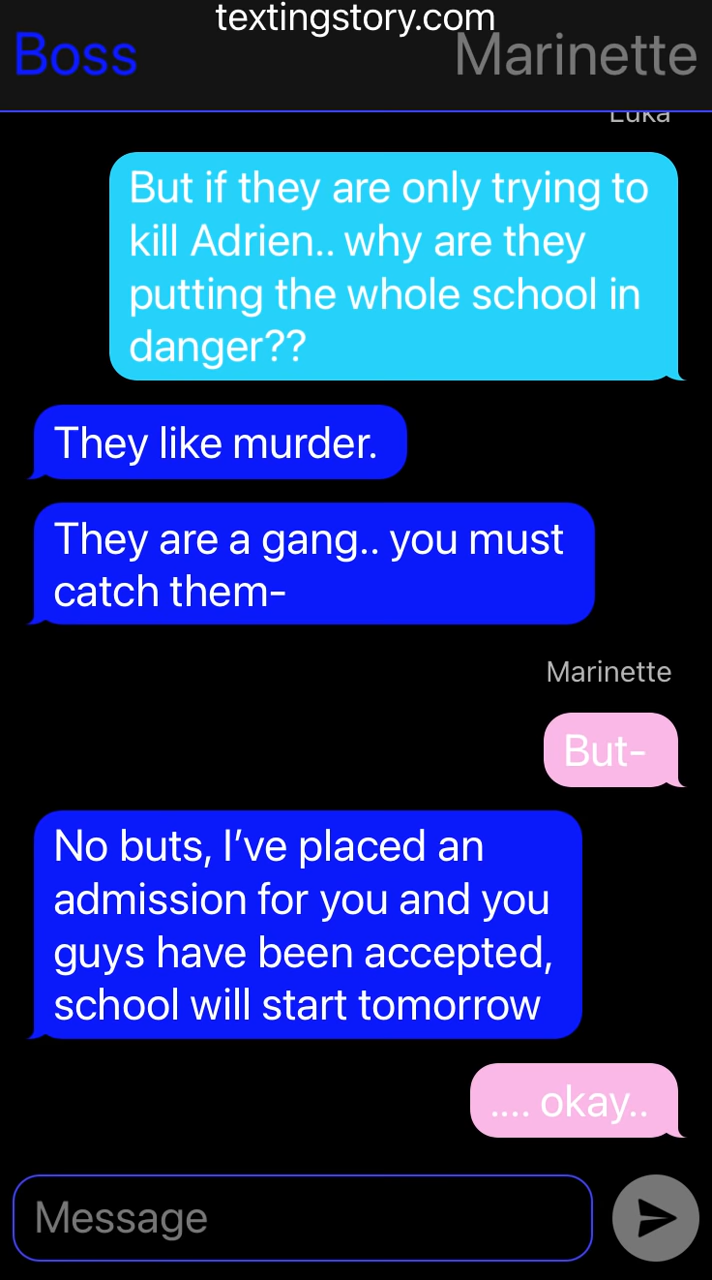 textingstory.com
Boss
Marinette
Luka
But if they are only trying to
kill Adrien.. why are they
putting the whole school in
danger??
They like murder.
They are a gang.. you must
catch them-
Marinette
But-
No buts, I’ve placed an
admission for you and you
guys have been accepted,
school will start tomorrow
.... okay..
Message